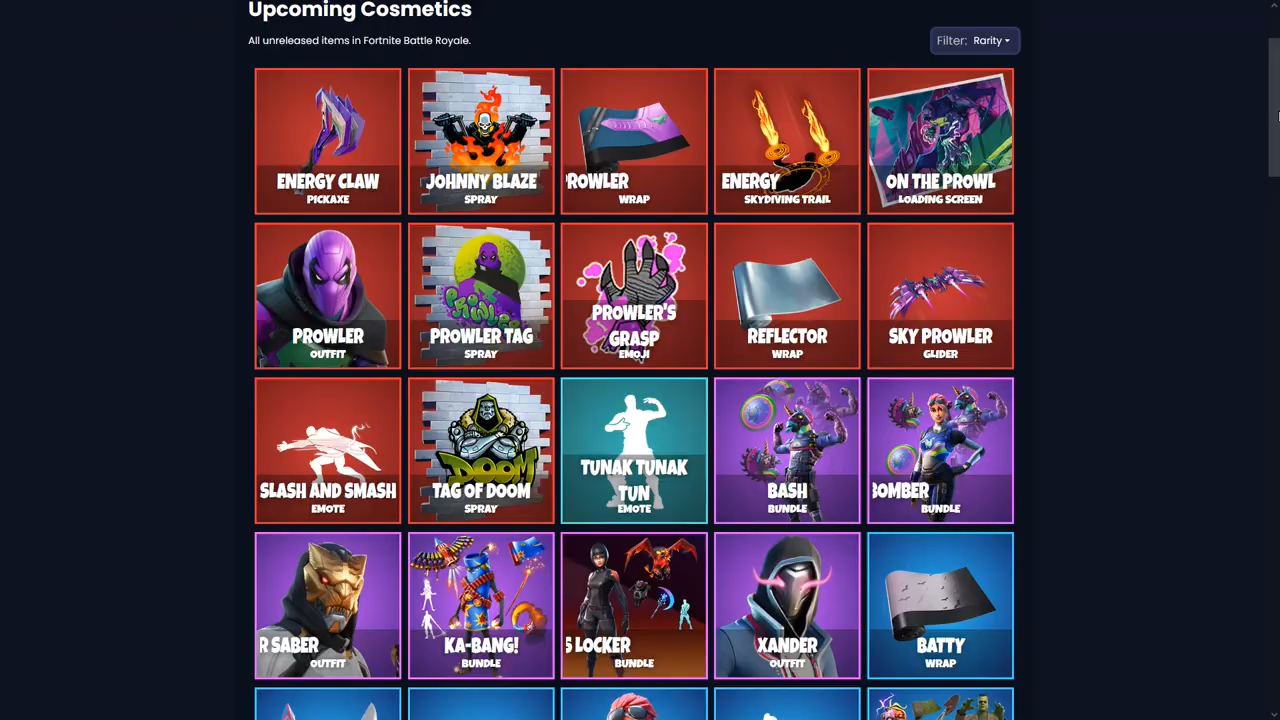 Upcoming Cosmetics
All unreleased items in Fortnite Battle Royale.
Filter: Rarity
ENERGY CLAW
PICKAXE
JOHNNY BLAZE
SPRAY
PROWLER
WRAP
ENERGY
SKYDIVING TRAIL
ON THE PROWL
LOADING SCREEN
PROWLER
OUTFIT
PROWLER TAG
SPRAY
PROWLER'S
GRASP
EMOJI
REFLECTOR
WRAP
SKY PROWLER
GLIDER
SLASH AND SMASH
EMOTE
DOOM
TAG OF DOOM
SPRAY
TUNAK TUNAK
TUN
EMOTE
BASH
BUNDLE
BOMBER
BUNDLE
R SABER
OUTFIT
KA-BANG!
BUNDLE
S LOCKER
BUNDLE
XANDER
OUTFIT
BATTY
WRAP